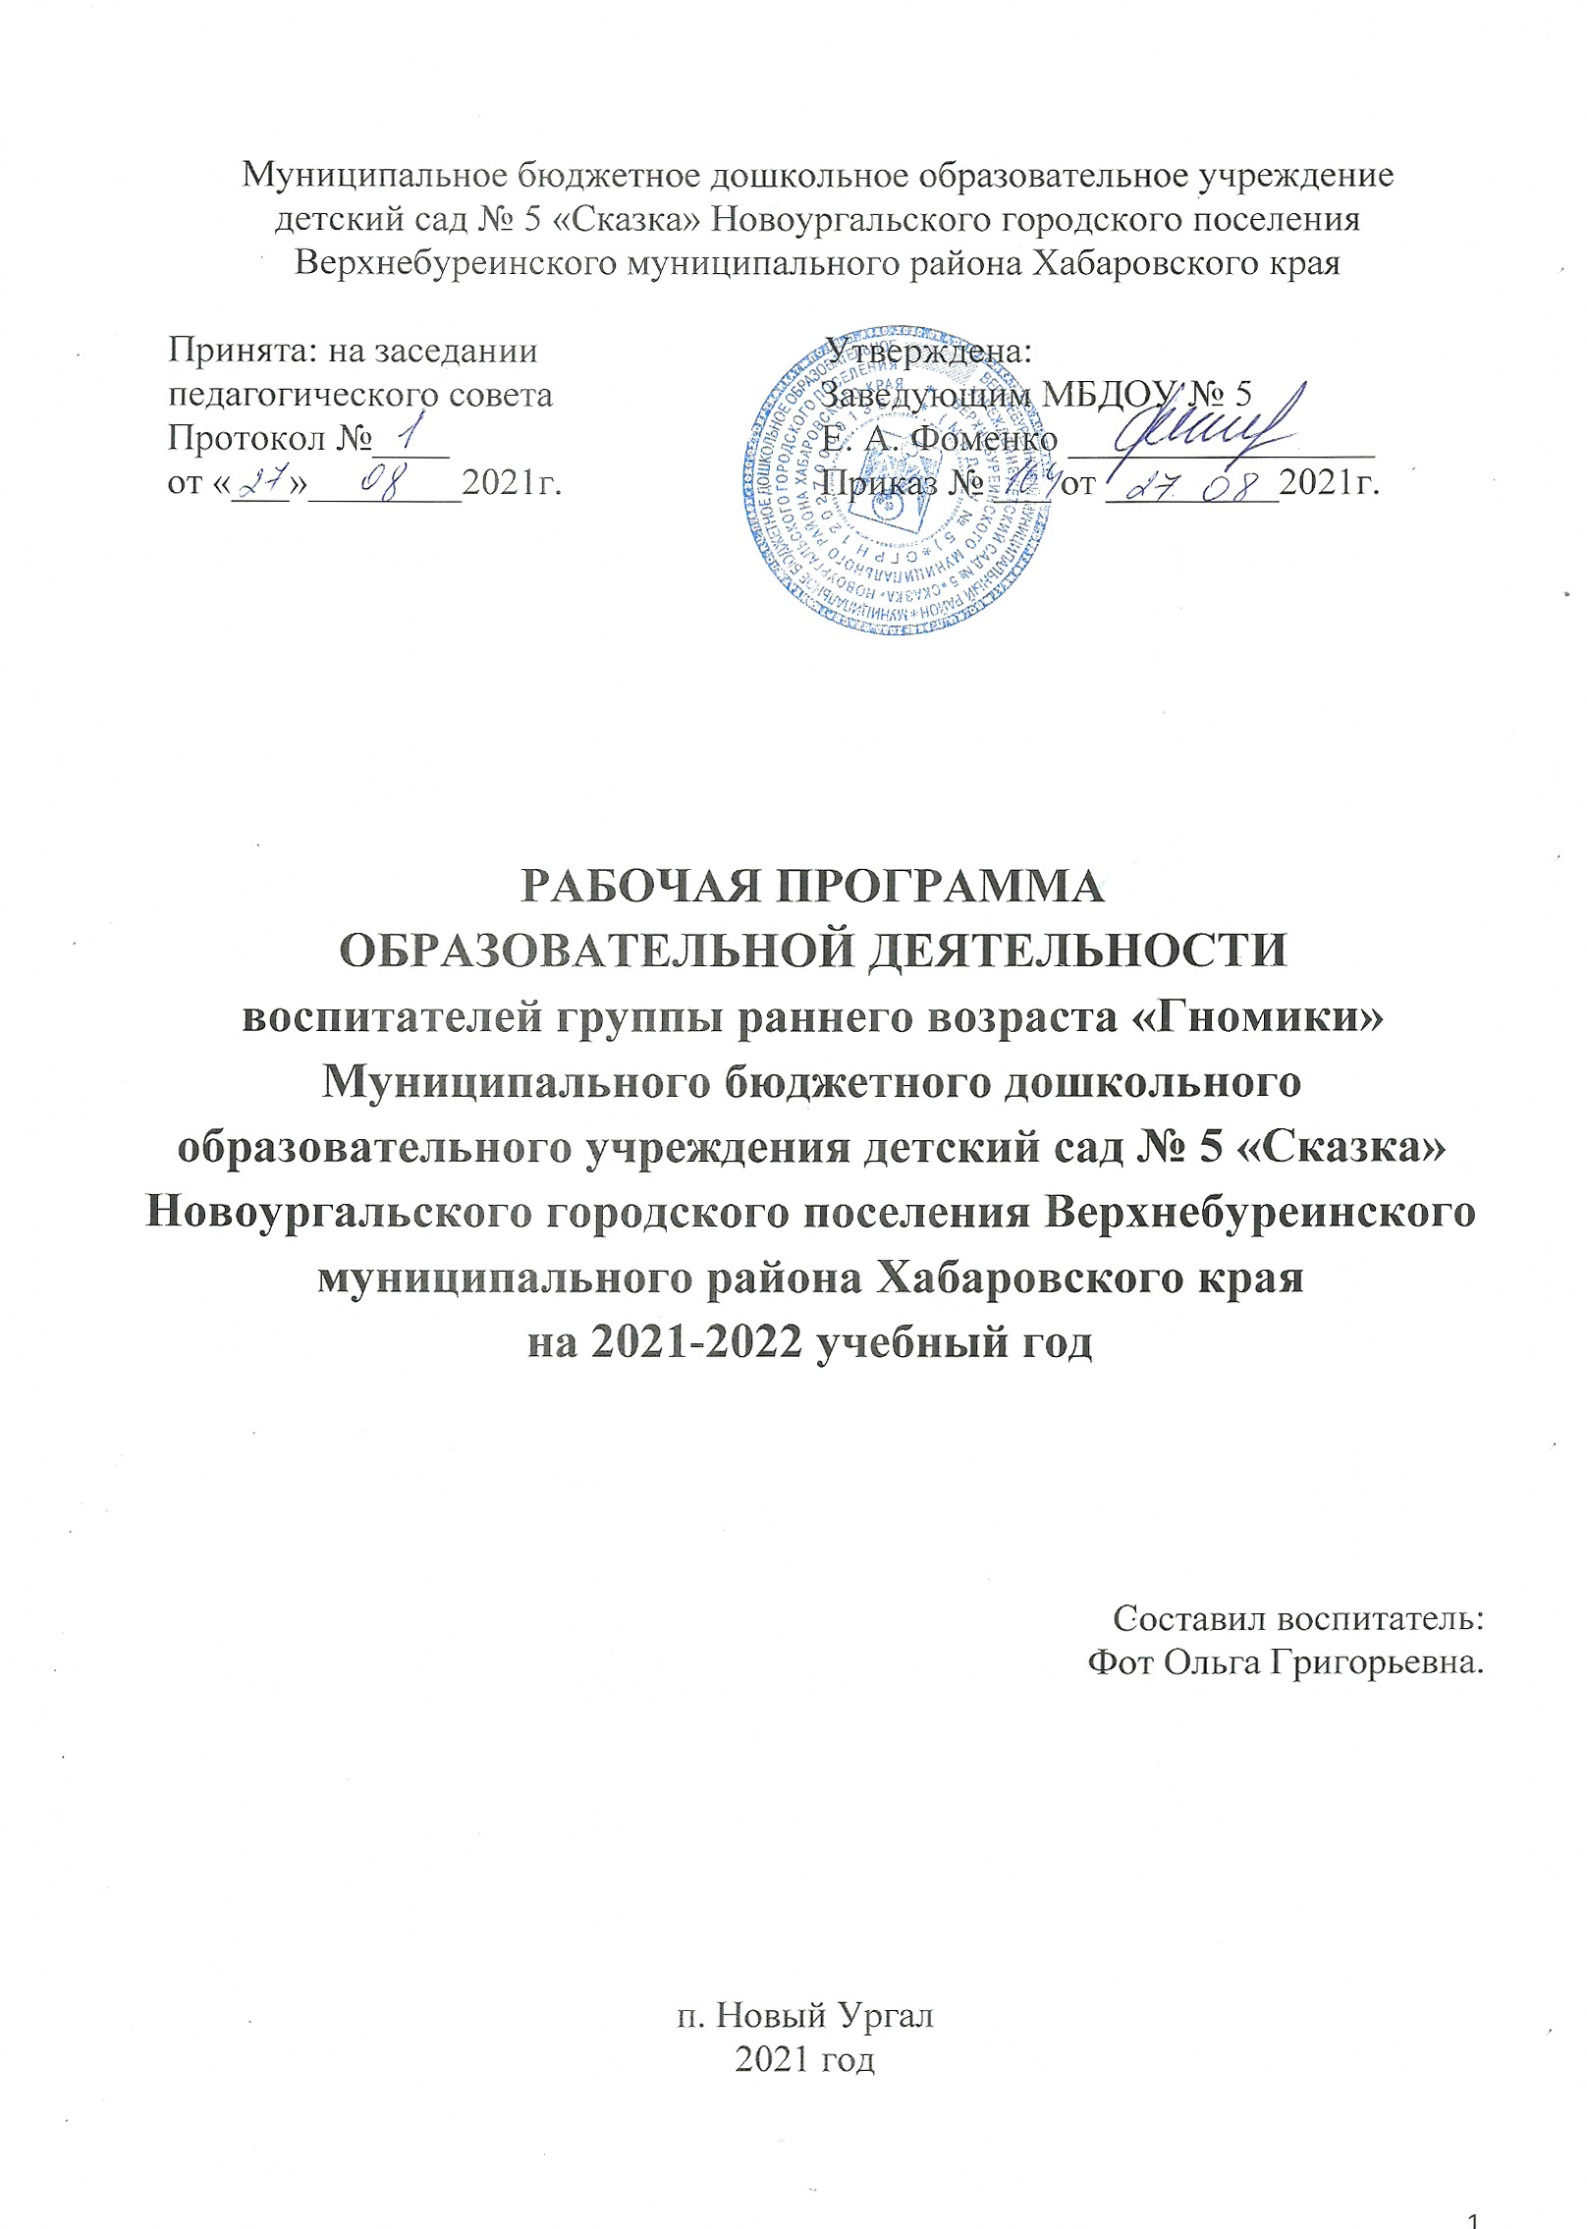 Муниципальное бюджетное дошкольное образовательное учреждение
детский сад № 5 «Сказка» Новоургальского городского поселения
Верхнебуреинского муниципального района Хабаровского края
Принята: на заседании
педагогического совета
Протокол № 1
от «27» 08 2021г.
Утверждена:
Заведующим МБДОУ № 5
Е. А. Фоменко
Приказ № от 27. 08 2021г.
РАБОЧАЯ ПРОГРАММА
ОБРАЗОВАТЕЛЬНОЙ ДЕЯТЕЛЬНОСТИ
воспитателей группы раннего возраста «Гномики»
Муниципального бюджетного дошкольного
образовательного учреждения детский сад № 5 «Сказка»
Новоургальского городского поселения Верхнебуреинского
муниципального района Хабаровского края
на 2021-2022 учебный год
Составил воспитатель:
Фот Ольга Григорьевна.
п. Новый Ургал
2021 год
1